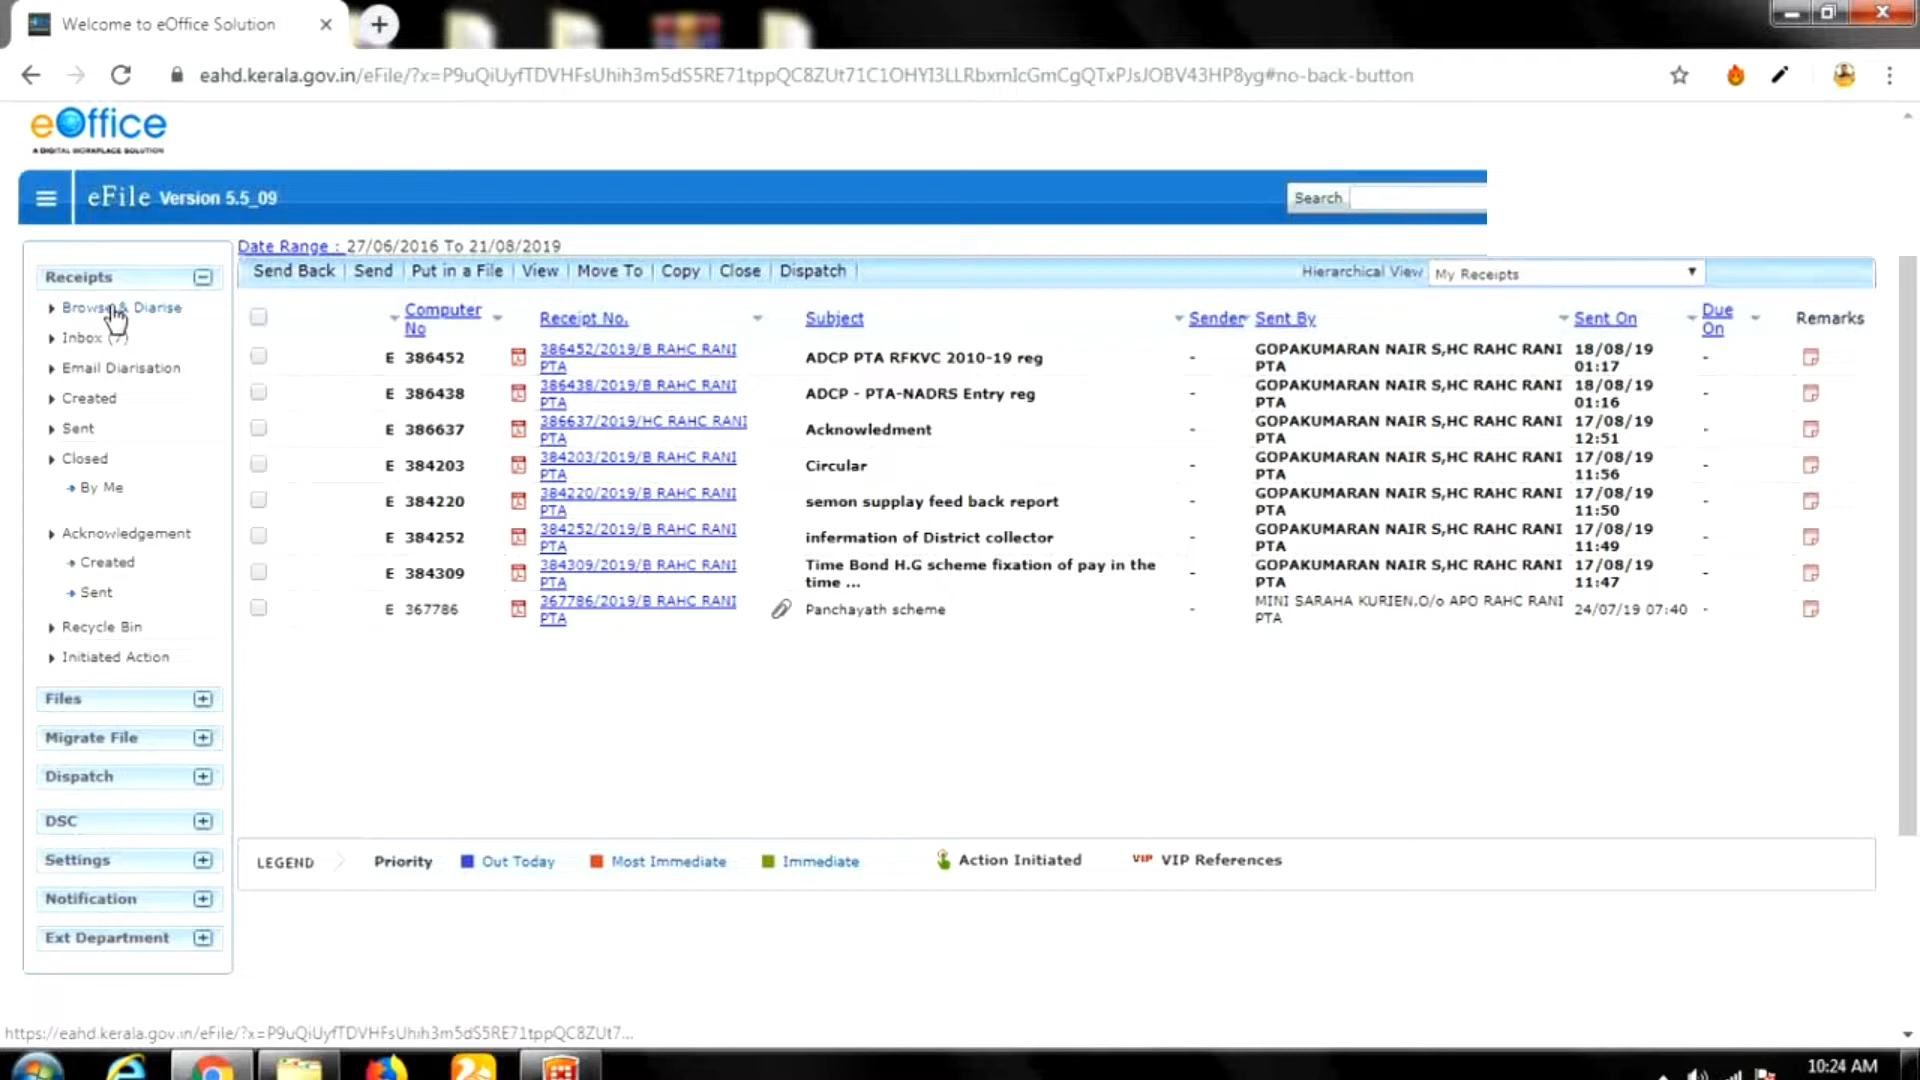 Welcome to eOffice Solution
eahd.kerala.gov.in/eFile/?x=P9uQiUyfTDVHFsUhih3m5dS5RE71tppQC8ZUt71C1OHYI3LLRbxmIcGmCgQTxPJsJOBV43HP8yg#no-back-button
eOffice
A DIGITAL WORKPLACE SOLUTION
eFile Version 5.5_09
Search
Date Range : 27/06/2016 To 21/08/2019
Send Back Send Put in a File View Move To Copy Close Dispatch
Hierarchical View My Receipts
Receipts
Browse & Diarise
Inbox (7)
Email Diarisation
Created
Sent
Closed
By Me
Acknowledgement
Created
Sent
Recycle Bin
Initiated Action
Files
Migrate File
Dispatch
DSC
Settings
Notification
Ext Department
Computer No Receipt No. Subject Sender Sent By Sent On Due On Remarks
E 386452 386452/2019/B RAHC RANI PTA ADCP PTA RFKVC 2010-19 reg - GOPAKUMARAN NAIR S,HC RAHC RANI PTA 18/08/19 01:17 -
E 386438 386438/2019/B RAHC RANI PTA ADCP - PTA-NADRS Entry reg - GOPAKUMARAN NAIR S,HC RAHC RANI PTA 18/08/19 01:16 -
E 386637 386637/2019/HC RAHC RANI PTA Acknowledment - GOPAKUMARAN NAIR S,HC RAHC RANI PTA 17/08/19 12:51 -
E 384203 384203/2019/B RAHC RANI PTA Circular - GOPAKUMARAN NAIR S,HC RAHC RANI PTA 17/08/19 11:56 -
E 384220 384220/2019/B RAHC RANI PTA semon supplay feed back report - GOPAKUMARAN NAIR S,HC RAHC RANI PTA 17/08/19 11:50 -
E 384252 384252/2019/B RAHC RANI PTA infermation of District collector - GOPAKUMARAN NAIR S,HC RAHC RANI PTA 17/08/19 11:49 -
E 384309 384309/2019/B RAHC RANI PTA Time Bond H.G scheme fixation of pay in the time ... - GOPAKUMARAN NAIR S,HC RAHC RANI PTA 17/08/19 11:47 -
E 367786 367786/2019/B RAHC RANI PTA Panchayath scheme - MINI SARAHA KURIEN,O/o APO RAHC RANI PTA 24/07/19 07:40 -
LEGEND Priority Out Today Most Immediate Immediate Action Initiated VIP VIP References
https://eahd.kerala.gov.in/eFile/?x=P9uQiUyfTDVHFsUhih3m5dS5RE71tppQC8ZUt7...
10:24 AM